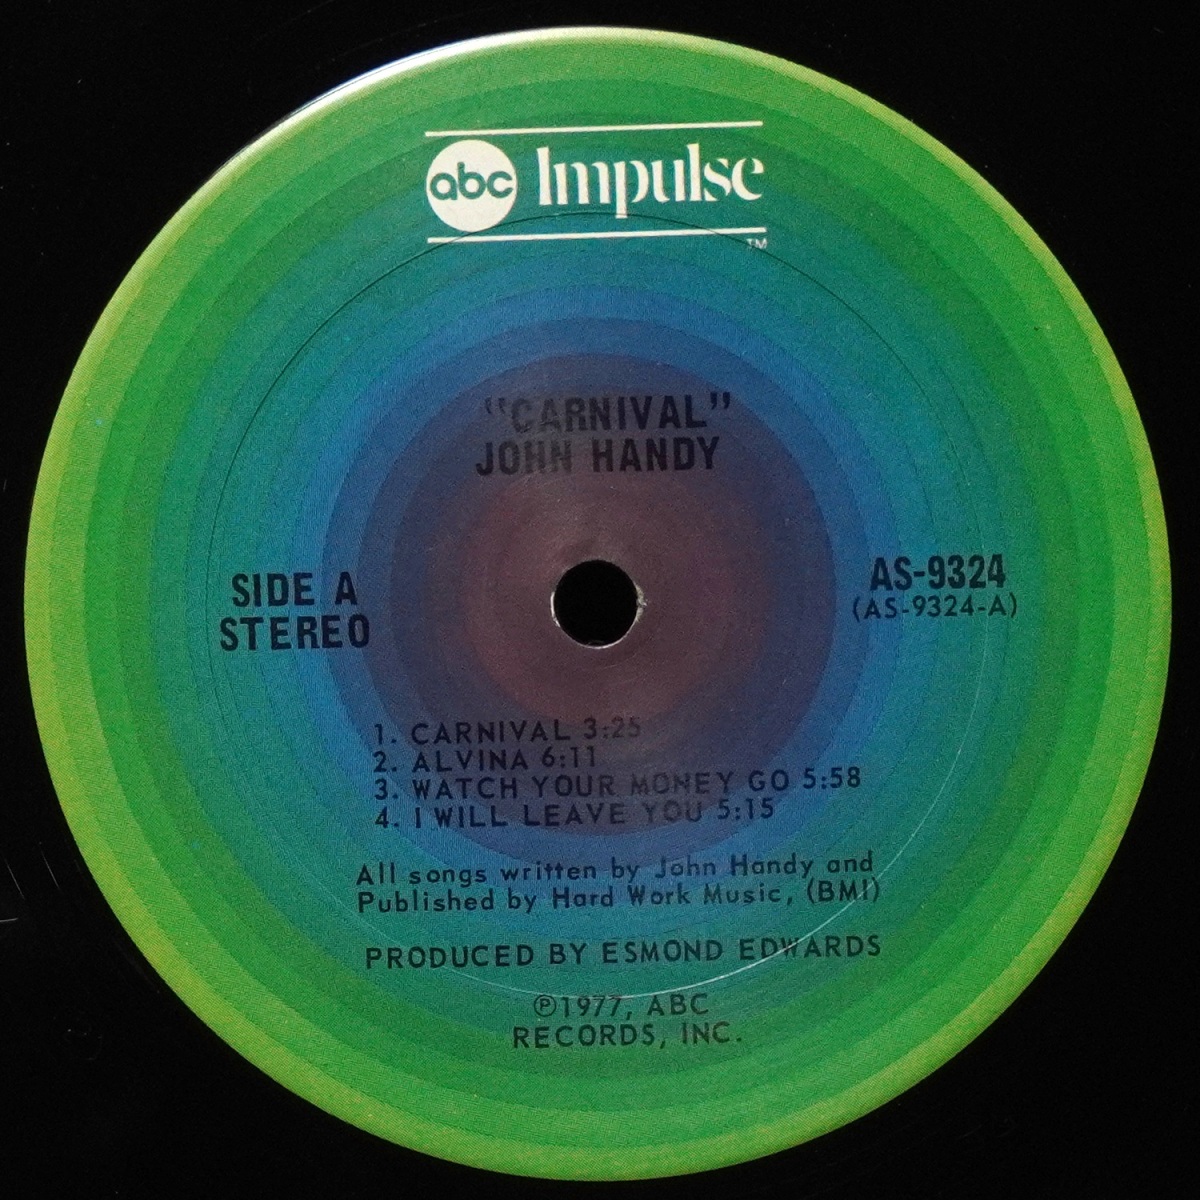 abc Impulse
TM
"CARNIVAL"
JOHN HANDY
SIDE A
STEREO
AS-9324
(AS-9324-A)
1. CARNIVAL 3:25
2. ALVINA 6:11
3. WATCH YOUR MONEY GO 5:58
4. I WILL LEAVE YOU 5:15
All songs written by John Handy and
Published by Hard Work Music, (BMI)
PRODUCED BY ESMOND EDWARDS
℗1977, ABC
RECORDS, INC.